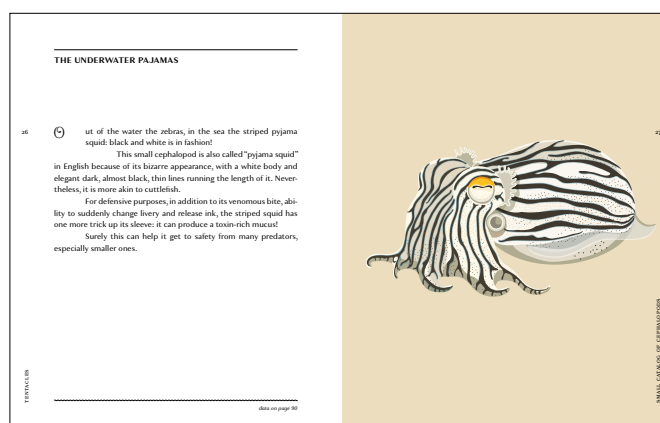 THE UNDERWATER PAJAMAS
26
Out of the water the zebras, in the sea the striped pyjama
squid: black and white is in fashion!
This small cephalopod is also called "pyjama squid"
in English because of its bizarre appearance, with a white body and
elegant dark, almost black, thin lines running the length of it. Never-
theless, it is more akin to cuttlefish.
For defensive purposes, in addition to its venomous bite, abi-
lity to suddenly change livery and release ink, the striped squid has
one more trick up its sleeve: it can produce a toxin-rich mucus!
Surely this can help it get to safety from many predators,
especially smaller ones.
TENTACLES
data on page 90
SMALL CATALOG OF CEPHALOPODS